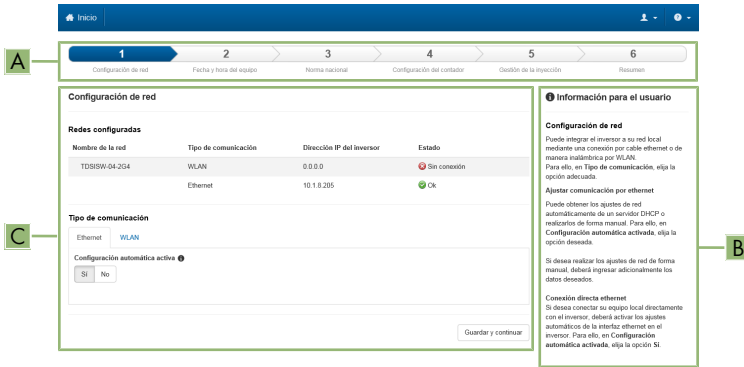 Inicio
A
1 2 3 4 5 6
Configuración de red Fecha y hora del equipo Norma nacional Configuración del contador Gestión de la inyección Resumen
C
Configuración de red
Redes configuradas
Nombre de la red Tipo de comunicación Dirección IP del inversor Estado
TDSISW-04-2G4 WLAN 0.0.0.0 Sin conexión
Ethernet 10.1.6.205 Ok
Tipo de comunicación
Ethernet WLAN
Configuración automática activa
Sí No
Guardar y continuar
B
Información para el usuario
Configuración de red
Puede integrar el inversor a su red local
mediante una conexión por cable ethernet o de
manera inalámbrica por WLAN.
Para ello, en Tipo de comunicación, elija la
opción adecuada.
Ajustar comunicación por ethernet
Puede obtener los ajustes de red
automáticamente de un servidor DHCP o
realizarlos de forma manual. Para ello, en
Configuración automática activada, elija la
opción deseada.
Si desea realizar los ajustes de red de forma
manual, deberá ingresar adicionalmente los
datos deseados.
Conexión directa ethernet
Si desea conectar su equipo local directamente
con el inversor, deberá activar los ajustes
automáticos de la interfaz ethernet en el
inversor. Para ello, en Configuración
automática activada, elija la opción Sí.